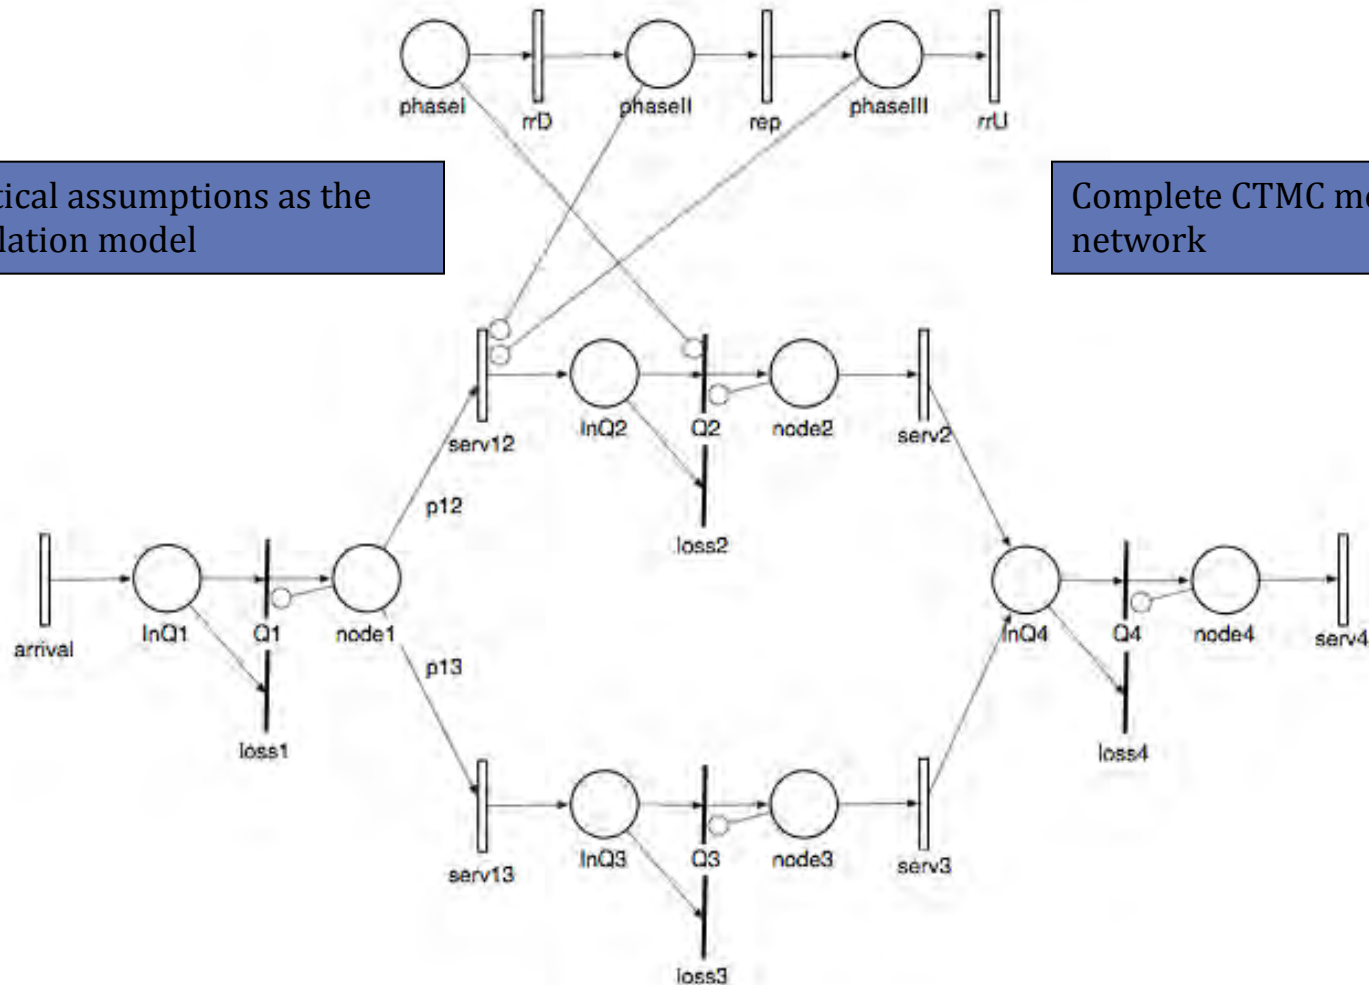 phaseI
rrD
phaseII
rep
phaseIII
rrU
tical assumptions as the
lation model
Complete CTMC m
network
serv12
InQ2
Q2
node2
serv2
p12
loss2
arrival
InQ1
Q1
node1
InQ4
Q4
node4
serv4
p13
loss1
loss4
serv13
InQ3
Q3
node3
serv3
loss3